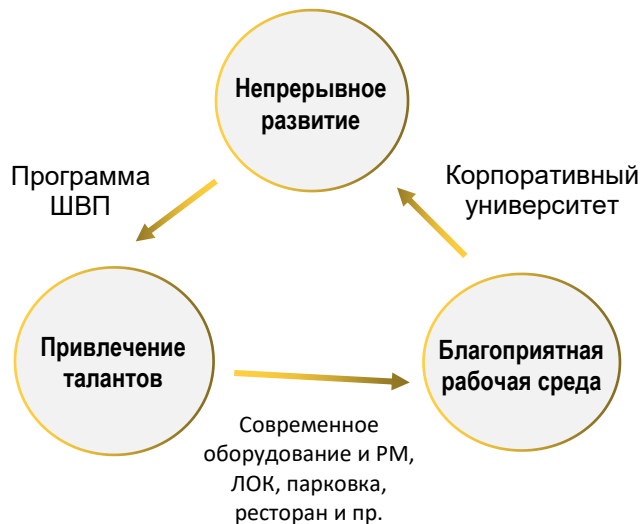 Непрерывное
развитие
Программа
ШВП
Корпоративный
университет
Привлечение
талантов
Благоприятная
рабочая среда
Современное
оборудование и РМ,
ЛОК, парковка,
ресторан и пр.